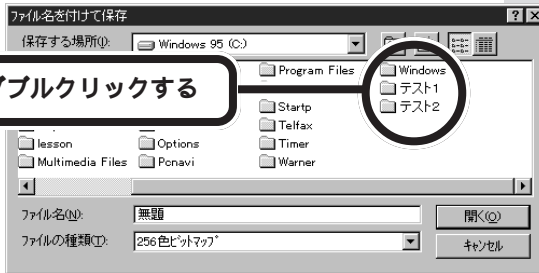 ファイル名を付けて保存
保存する場所(I):
Windows 95 (C:)
Program Files
Windows
ブルクリックする
テスト1
Startp
テスト2
Telfax
lesson
Options
Timer
Multimedia Files
Pcnavi
Warner
ファイル名(N):
無題
開く(O)
ファイルの種類(T):
256色ビットマップ
キャンセル